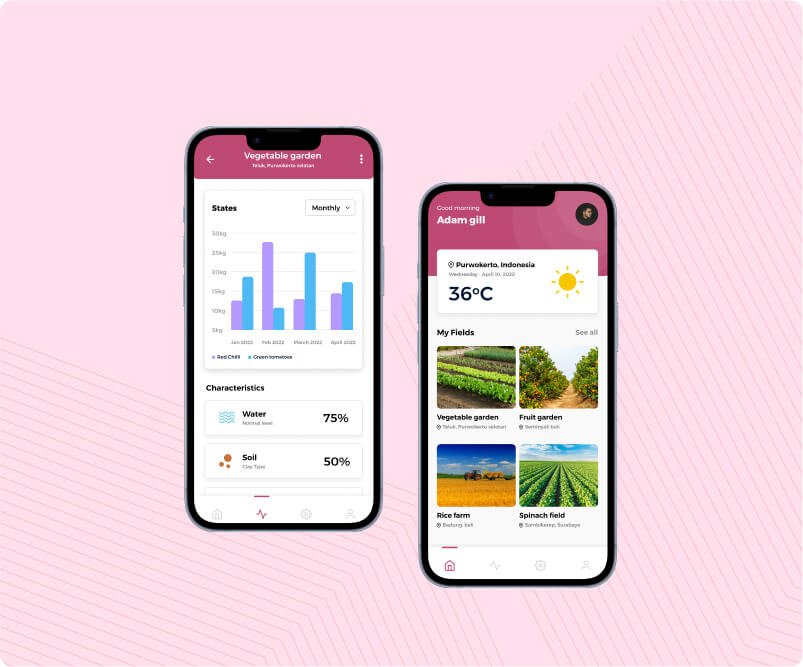 Vegetable garden
Teluk, Purwokerto selatan
States
Monthly
30kg
25kg
20kg
15kg
10kg
5kg
Jan 2022 Feb 2022 March 2022 April 2022
Red Chilli Green tomatoes
Characteristics
Water
Normal level
75%
Soil
Clay Type
50%
Good morning
Adam gill
Purwokerto, Indonesia
Wednesday - April 10, 2022
36°C
My Fields See all
Vegetable garden
Teluk, Purwokerto selatan
Fruit garden
Seminyali bali
Rice farm
Badung, bali
Spinach field
Sambikerep, Surabaya